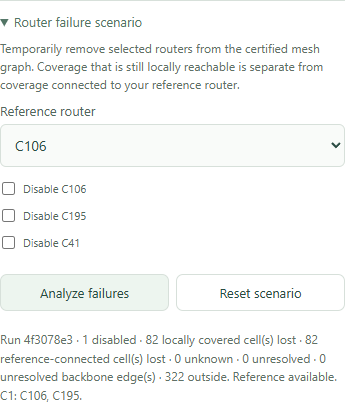 ▼ Router failure scenario
Temporarily remove selected routers from the certified mesh
graph. Coverage that is still locally reachable is separate from
coverage connected to your reference router.
Reference router
C106
Disable C106
Disable C195
Disable C41
Analyze failures
Reset scenario
Run 4f3078e3 · 1 disabled · 82 locally covered cell(s) lost · 82
reference-connected cell(s) lost · 0 unknown · 0 unresolved · 0
unresolved backbone edge(s) · 322 outside. Reference available.
C1: C106, C195.